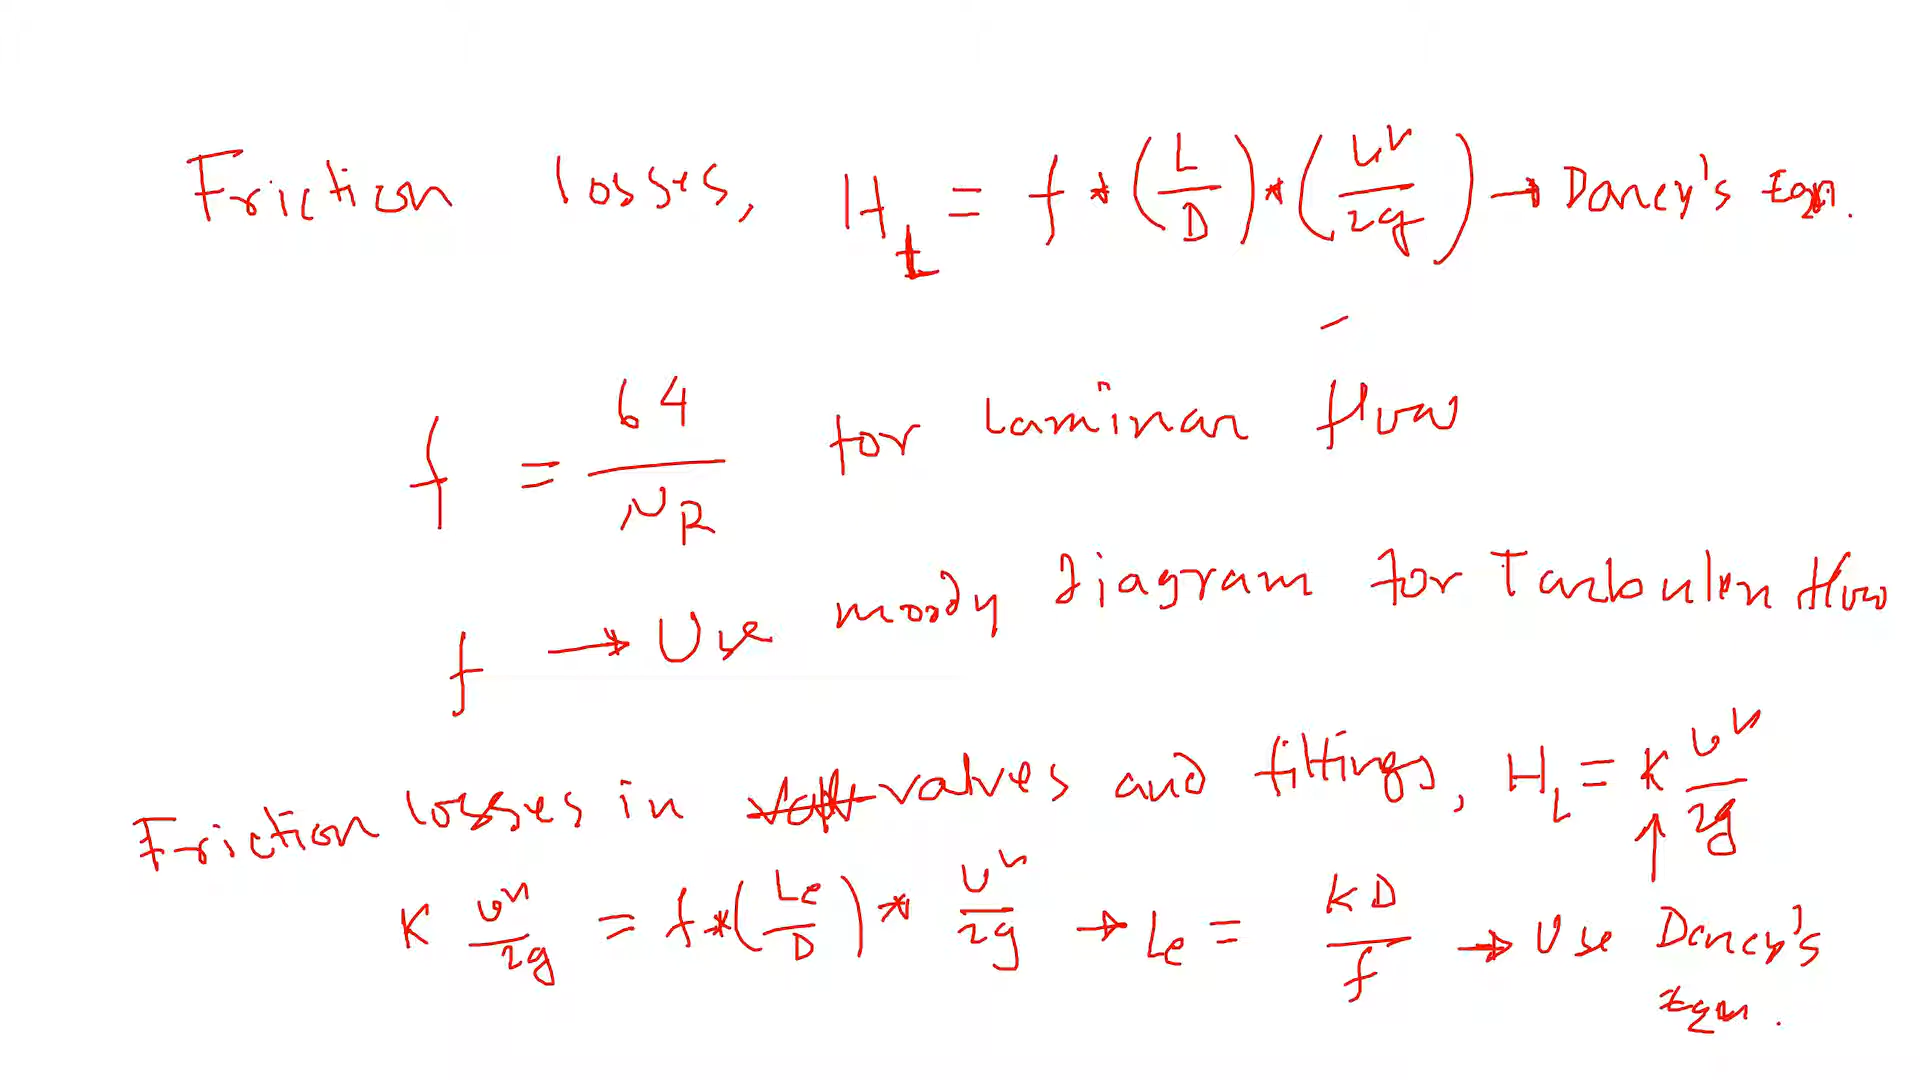 Friction losses, H_L = f * (L/D) * (v²/2g) → Darcy's Eqn.
f = 64/N_R for Laminar flow
f → Use moody diagram for Turbulen flow
Friction losses in valves and fittings, H_L = K v²/2g
K v²/2g = f * (Le/D) * v²/2g → Le = KD/f → Use Darcy's
Eqn.